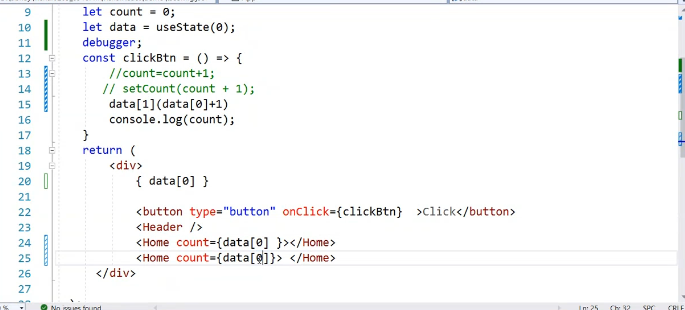 9 let count = 0;
10 let data = useState(0);
11 debugger;
12 const clickBtn = () => {
13 //count=count+1;
14 // setCount(count + 1);
15 data[1](data[0]+1)
16 console.log(count);
17 }
18 return (
19 <div>
20 { data[0] }
21
22 <button type="button" onClick={clickBtn} >Click</button>
23 <Header />
24 <Home count={data[0] }></Home>
25 <Home count={data[0]}> </Home>
26 </div>
27
No issues found Ln: 25 Ch: 32 SPC CRLF